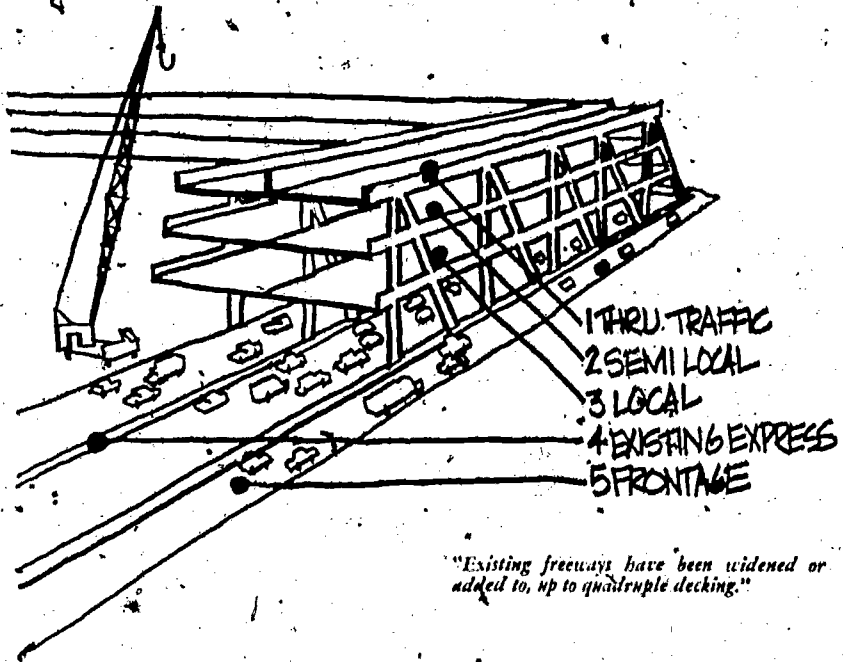 1 THRU. TRAFFIC
2 SEMI LOCAL
3 LOCAL
4 EXISTING EXPRESS
5 FRONTAGE
"Existing freeways have been widened or
added to, up to quadruple decking."